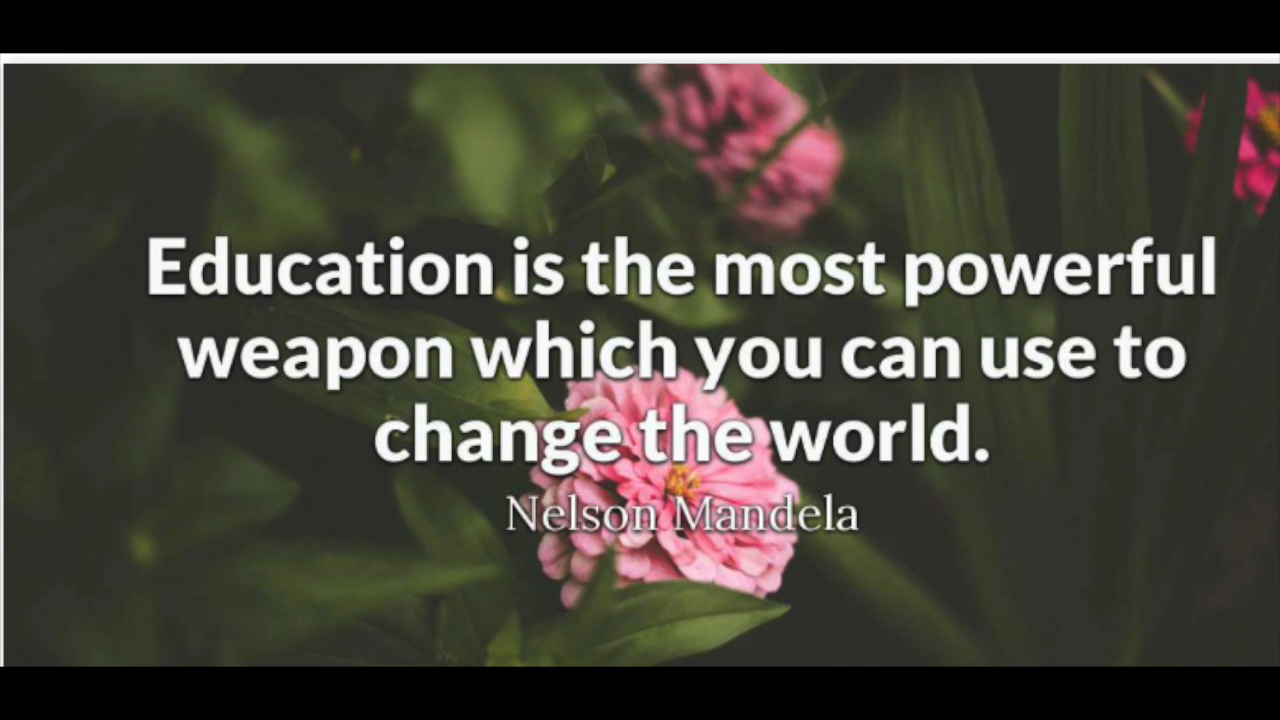 Education is the most powerful
weapon which you can use to
change the world.
Nelson Mandela